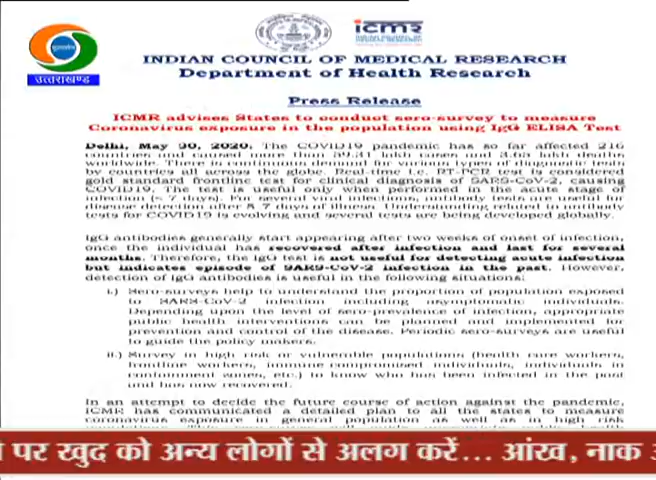 उत्तराखण्ड
icmr
INDIAN COUNCIL OF MEDICAL RESEARCH
Department of Health Research
Press Release
ICMR advises States to conduct sero-survey to measure
Coronavirus exposure in the population using IgG ELISA Test
Delhi, May 30, 2020: The COVID19 pandemic has so far affected 216
countries and caused more than 59.31 lakh cases and 3.65 lakh deaths
worldwide. There is continuous demand for various types of diagnostic tests
by countries all across the globe. Real-time i.e. RT-PCR test is considered
gold standard frontline test for clinical diagnosis of SARS-CoV-2, causing
COVID19. The test is useful only when performed in the acute stage of
infection (≤ 7 days). For several viral infections, antibody tests are useful for
disease detection after 5-7 days of illness. Understanding related to antibody
tests for COVID19 is evolving and several tests are being developed globally.
IgG antibodies generally start appearing after two weeks of onset of infection,
once the individual has recovered after infection and last for several
months. Therefore, the IgG test is not useful for detecting acute infection
but indicates episode of SARS-CoV-2 infection in the past. However,
detection of IgG antibodies is useful in the following situations:
i.) Sero-surveys help to understand the proportion of population exposed
to SARS-CoV-2 infection including asymptomatic individuals.
Depending upon the level of sero-prevalence of infection, appropriate
public health interventions can be planned and implemented for
prevention and control of the disease. Periodic sero-surveys are useful
to guide the policy makers.
ii.) Survey in high risk or vulnerable populations (health care workers,
frontline workers, immune compromised individuals, individuals in
containment zones, etc.) to know who has been infected in the past
and has now recovered.
In an attempt to decide the future course of action against the pandemic,
ICMR has communicated a detailed plan to all the states to measure
coronavirus exposure in general population as well as in high risk
पर खुद को अन्य लोगों से अलग करें... आंख, नाक